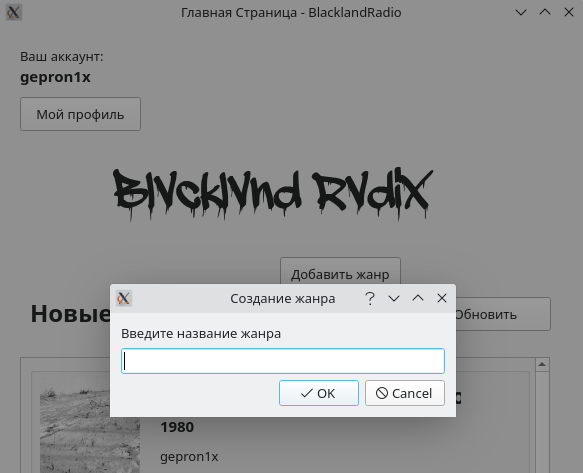 Главная Страница - BlacklandRadio
Ваш аккаунт:
gepron1x
Мой профиль
Blvcklvnd RvdiX
Добавить жанр
Новые
Обновить
Создание жанра
Введите название жанра
OK
Cancel
1980
gepron1x